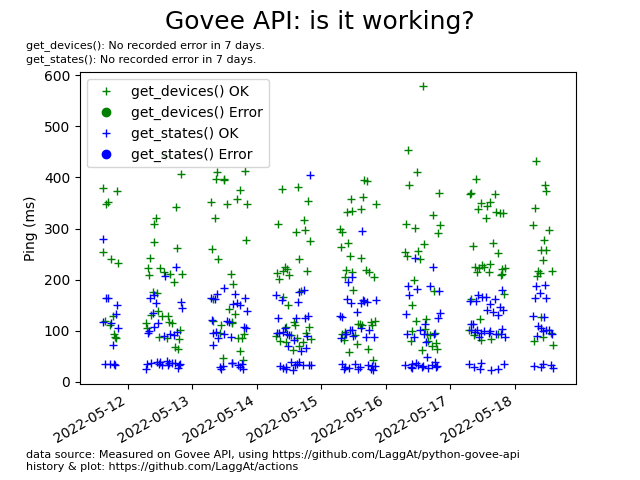 Govee API: is it working?
get_devices(): No recorded error in 7 days.
get_states(): No recorded error in 7 days.
600
500
400
300
200
100
0
Ping (ms)
get_devices() OK
get_devices() Error
get_states() OK
get_states() Error
2022-05-12
2022-05-13
2022-05-14
2022-05-15
2022-05-16
2022-05-17
2022-05-18
data source: Measured on Govee API, using https://github.com/LaggAt/python-govee-api
history & plot: https://github.com/LaggAt/actions